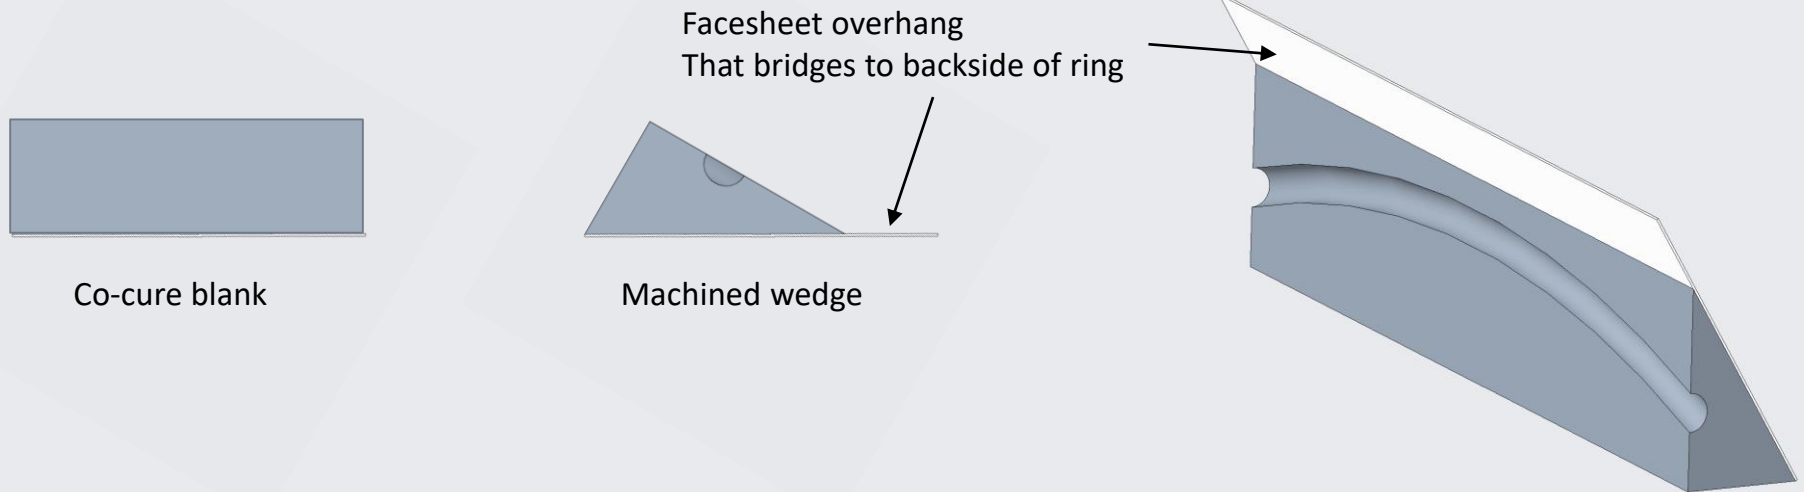 Facesheet overhang
That bridges to backside of ring
Co-cure blank
Machined wedge